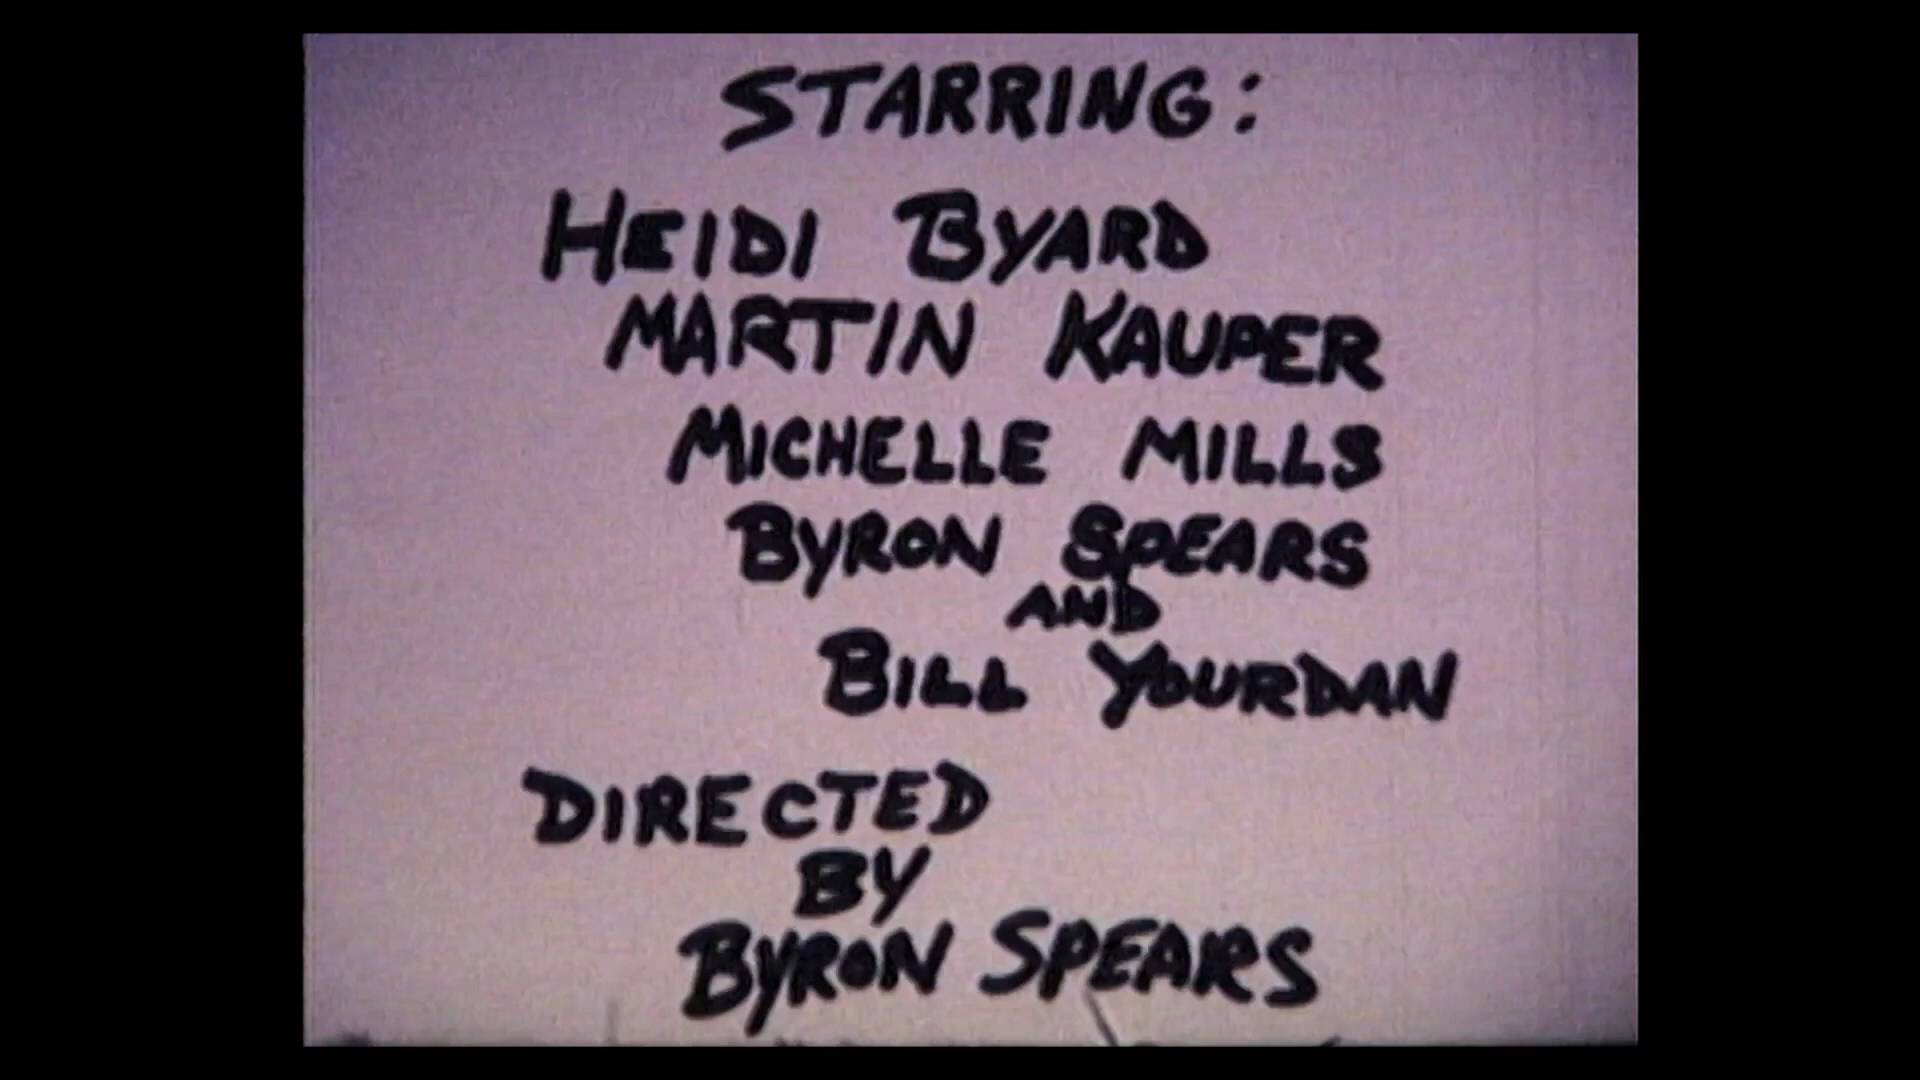 STARRING:
HEIDI BYARD
MARTIN KAUPER
MICHELLE MILLS
BYRON SPEARS
AND
BILL YOURDAN
DIRECTED
BY
BYRON SPEARS